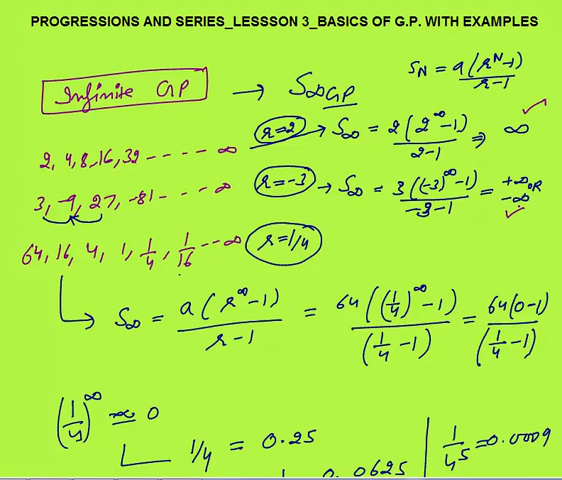 PROGRESSIONS AND SERIES_LESSSON 3_BASICS OF G.P. WITH EXAMPLES
Infinite GP → S∞ GP   S_N = a(r^N-1)/(r-1)
2, 4, 8, 16, 32 ---- ∞   r=2 → S∞ = 2(2^∞-1)/(2-1) ⇒ ∞
3, -9, 27, -81 ---- ∞   r=-3 → S∞ = 3((-3)^∞-1)/(-3-1) = +∞ OR -∞
64, 16, 4, 1, 1/4, 1/16 --- ∞   r=1/4
S∞ = a(r^∞-1)/(r-1) = 64((1/4)^∞-1)/(1/4-1) = 64(0-1)/(1/4-1)
(1/4)^∞ ≈ 0
1/4 = 0.25   1/4^5 = 0.0009
0.0625